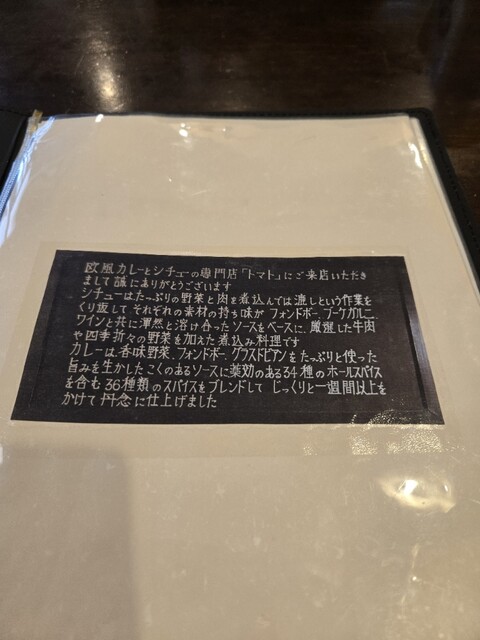 欧風カレーとシチューの専門店「トマト」にご来店いただき
まして誠にありがとうございます
シチューはたっぷりの野菜と肉を煮込んでは漉しという作業を
くり返して それぞれの素材の持ち味が フォンドボー、ブーケガルニ、
ワインと共に渾然と溶け合った ソースをベースに、厳選した牛肉
や四季折々の野菜を加えた煮込み料理です
カレーは、香味野菜、フォンドボー、グラスドビアンをたっぷりと使った
旨みを生かしたこくのあるソースに薬効のある34種のホールスパイス
を含む36種類のスパイスをブレンドして じっくりと一週間以上を
かけて丹念に仕上げました